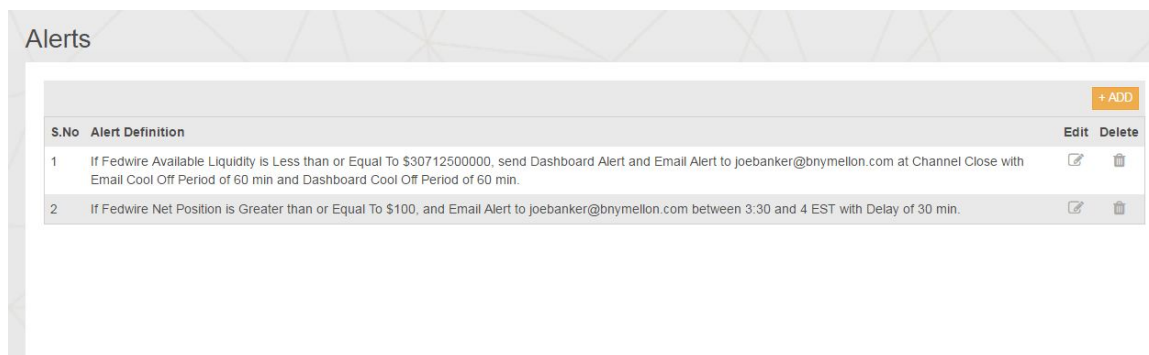 Alerts
+ ADD
S.No Alert Definition Edit Delete
1 If Fedwire Available Liquidity is Less than or Equal To $30712500000, send Dashboard Alert and Email Alert to joebanker@bnymellon.com at Channel Close with
Email Cool Off Period of 60 min and Dashboard Cool Off Period of 60 min.
2 If Fedwire Net Position is Greater than or Equal To $100, and Email Alert to joebanker@bnymellon.com between 3:30 and 4 EST with Delay of 30 min.